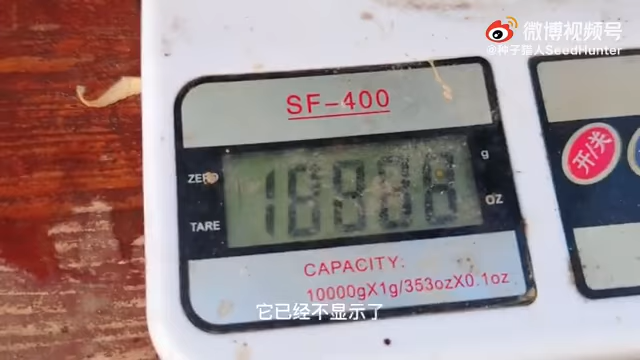 微博视频号
@种子猎人SeedHunter
SF-400
ZERO
g
TARE
OZ
开/关
CAPACITY:
10000gX1g/353ozX0.1oz
它已经不显示了